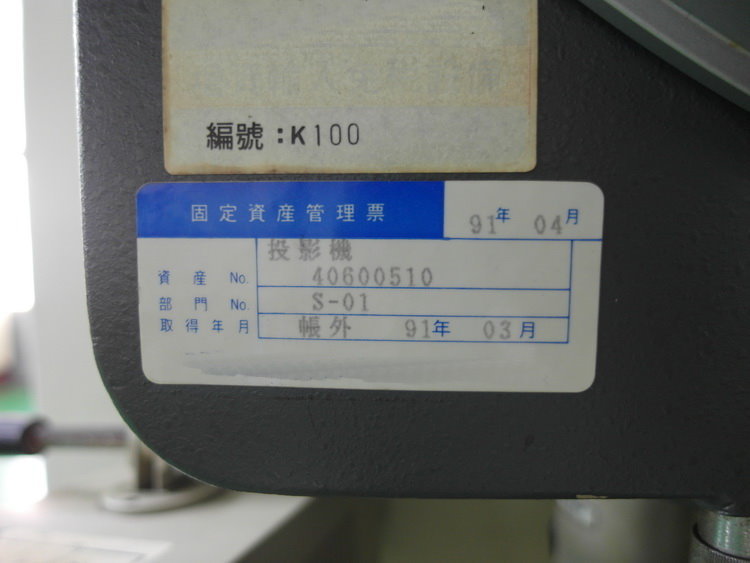 編號:K100
固定資産管理票 91年 04月
投影機
資産 No. 40600510
部門 No. S-01
取得年月 帳外 91年 03月